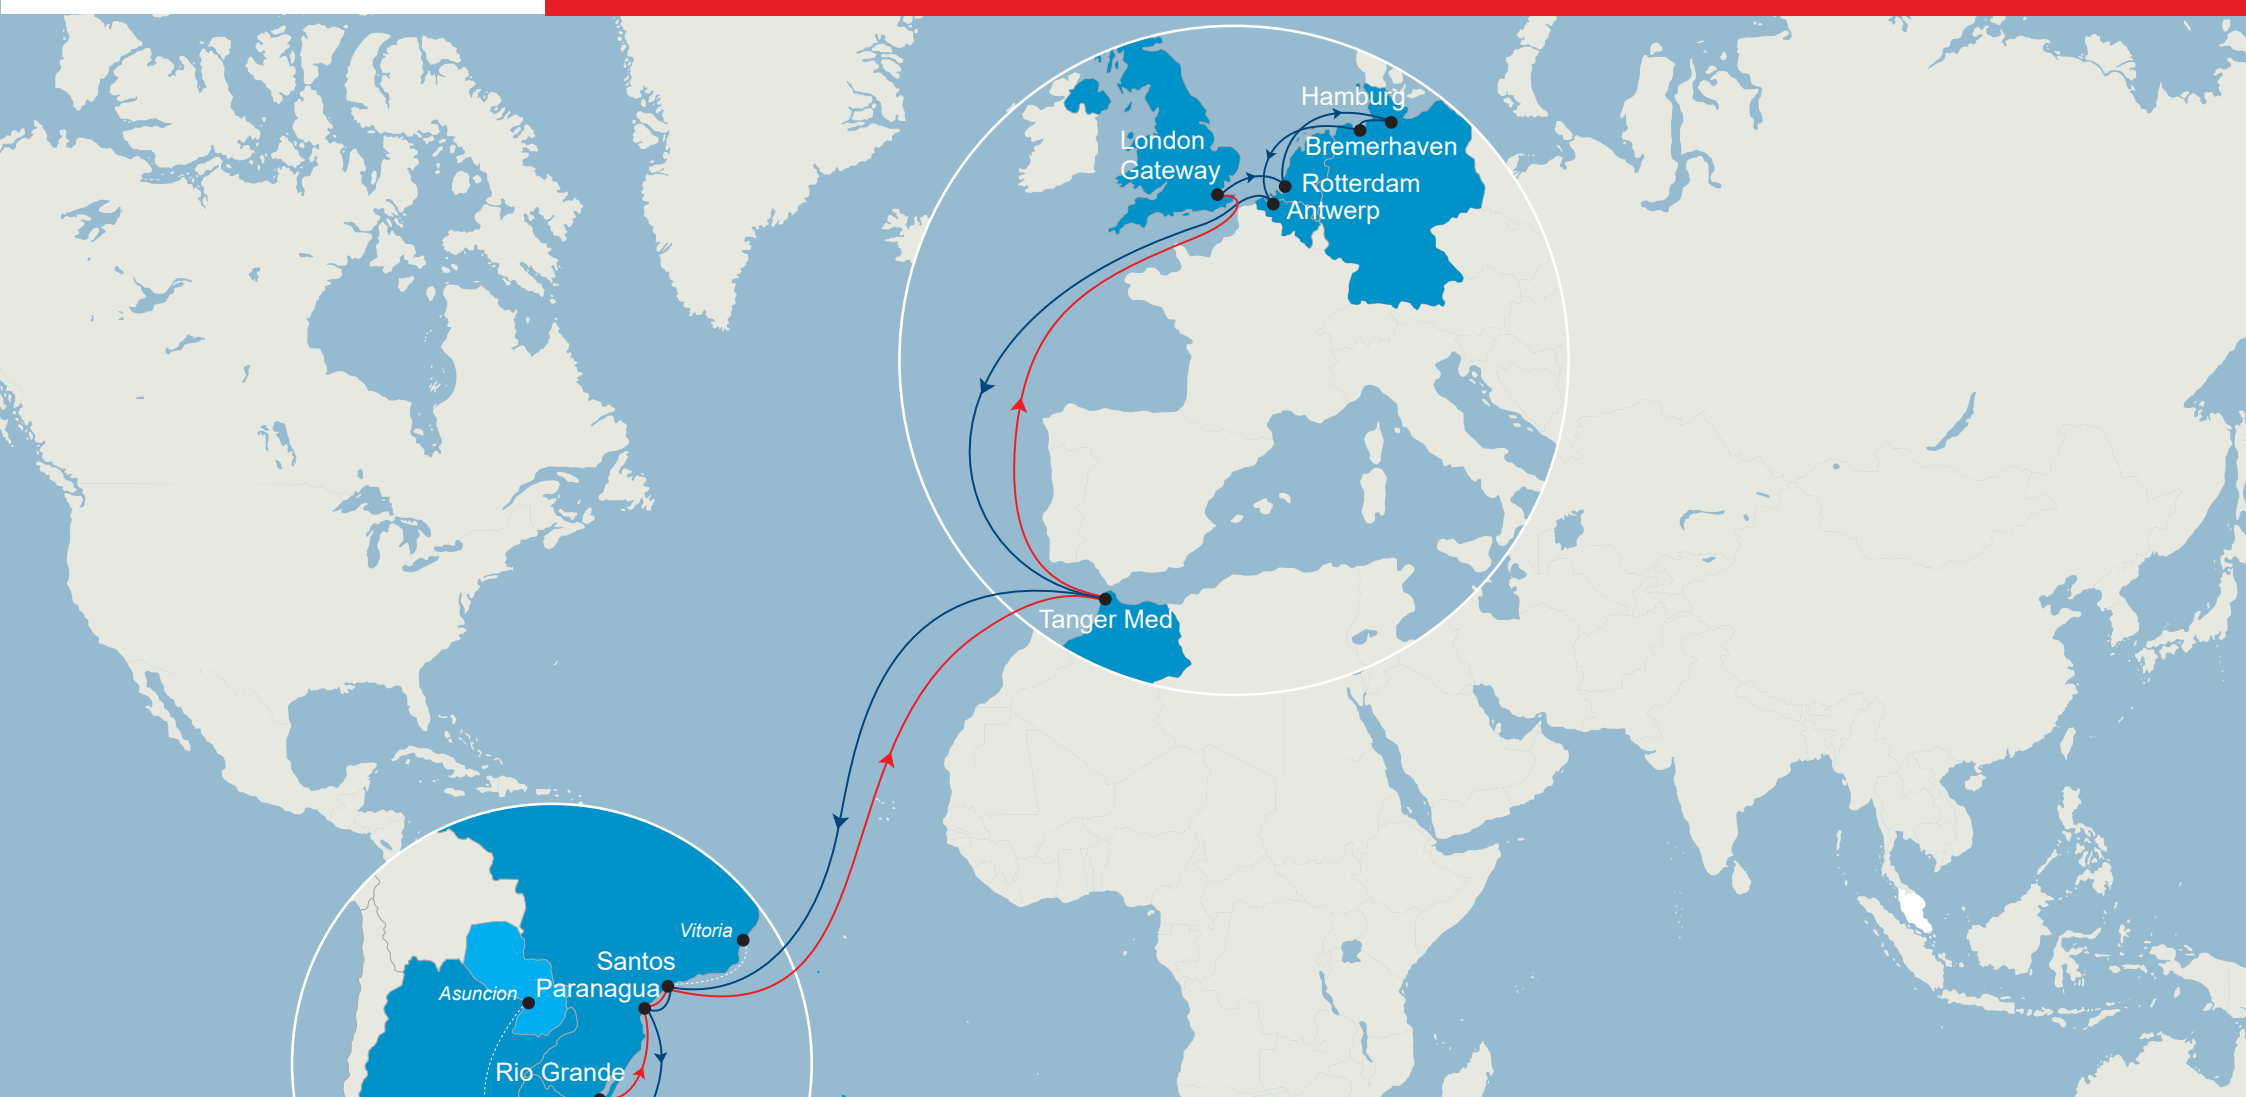 Hamburg
London
Gateway
Bremerhaven
Rotterdam
Antwerp
Tanger Med
Vitoria
Santos
Asuncion
Paranagua
Rio Grande